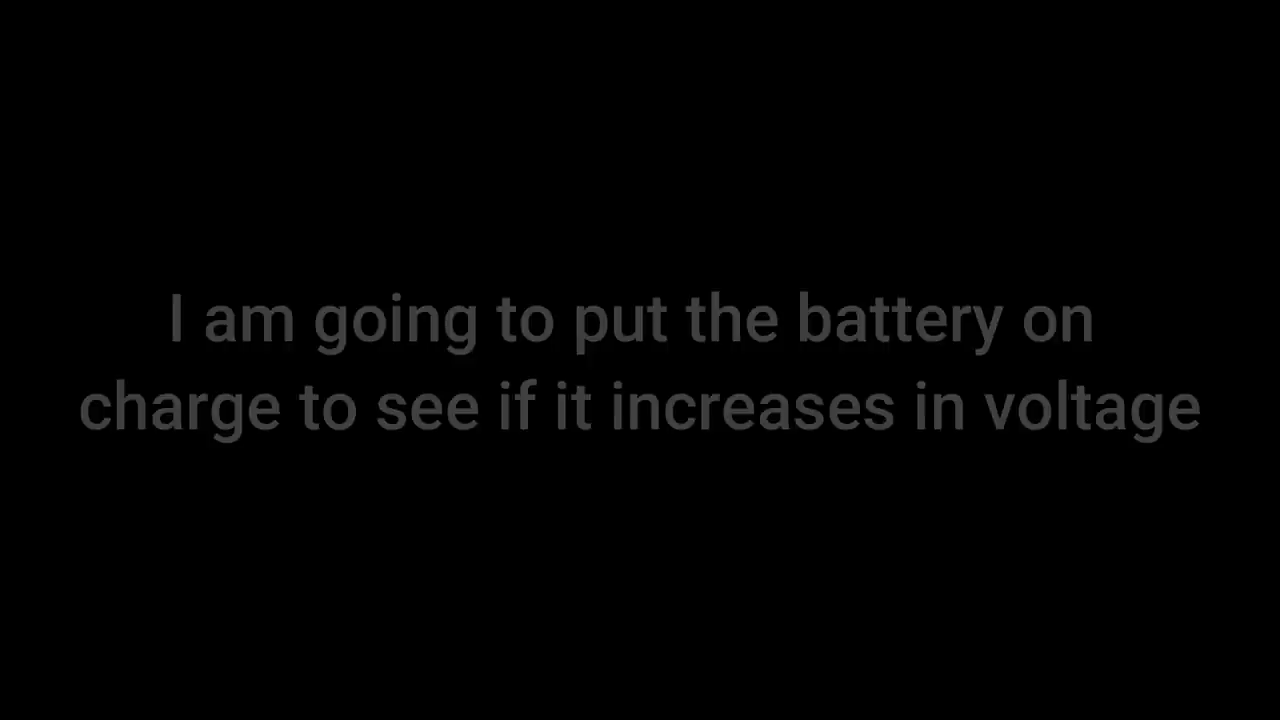 I am going to put the battery on
charge to see if it increases in voltage